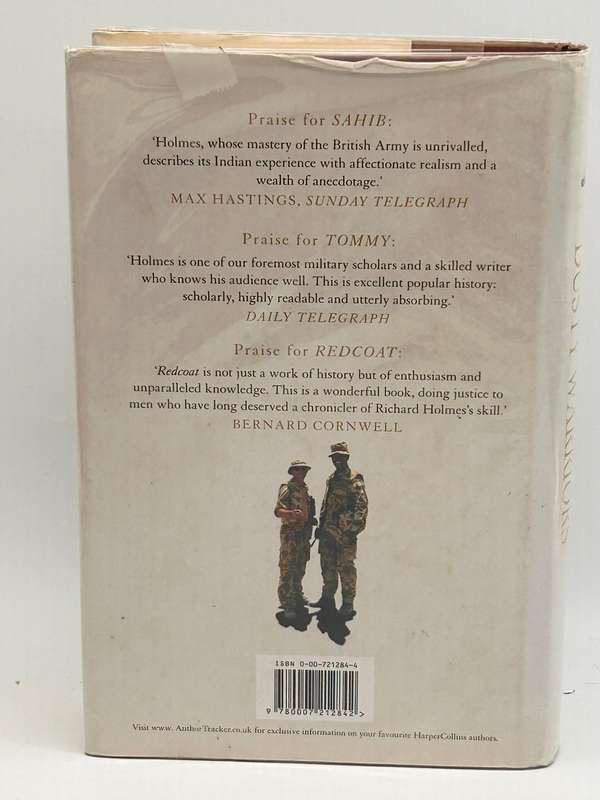 Praise for SAHIB:
'Holmes, whose mastery of the British Army is unrivalled,
describes its Indian experience with affectionate realism and a
wealth of anecdotage.'
MAX HASTINGS, SUNDAY TELEGRAPH
Praise for TOMMY:
'Holmes is one of our foremost military scholars and a skilled writer
who knows his audience well. This is excellent popular history:
scholarly, highly readable and utterly absorbing.'
DAILY TELEGRAPH
Praise for REDCOAT:
'Redcoat is not just a work of history but of enthusiasm and
unparalleled knowledge. This is a wonderful book, doing justice to
men who have long deserved a chronicler of Richard Holmes's skill.'
BERNARD CORNWELL
ISBN 0-00-721284-4
9 780007 212842 >
Visit www. AuthorTracker.co.uk for exclusive information on your favourite HarperCollins authors.
DUSTY WARRIORS